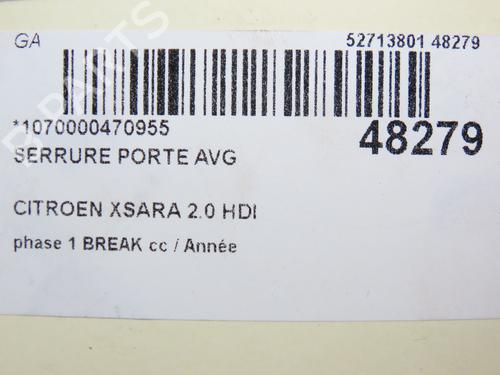 GA
52713801 48279
*1070000470955
48279
SERRURE PORTE AVG
CITROEN XSARA 2.0 HDI
phase 1 BREAK cc / Année